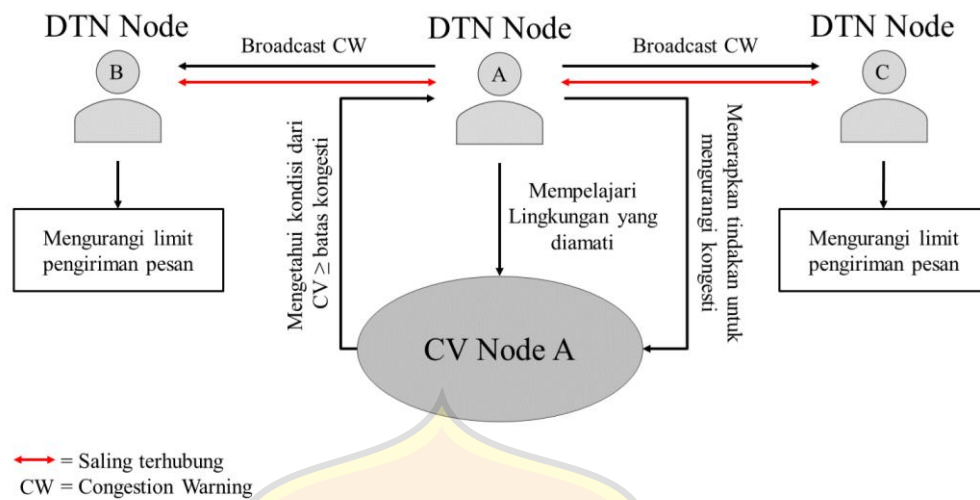 DTN Node
DTN Node
DTN Node
Broadcast CW
Broadcast CW
B
A
C
Mengetahui kondisi dari
CV ≥ batas kongesti
Mempelajari
Lingkungan yang
diamati
Menerapkan tindakan untuk
mengurangi kongesti
Mengurangi limit
pengiriman pesan
Mengurangi limit
pengiriman pesan
CV Node A
= Saling terhubung
CW = Congestion Warning